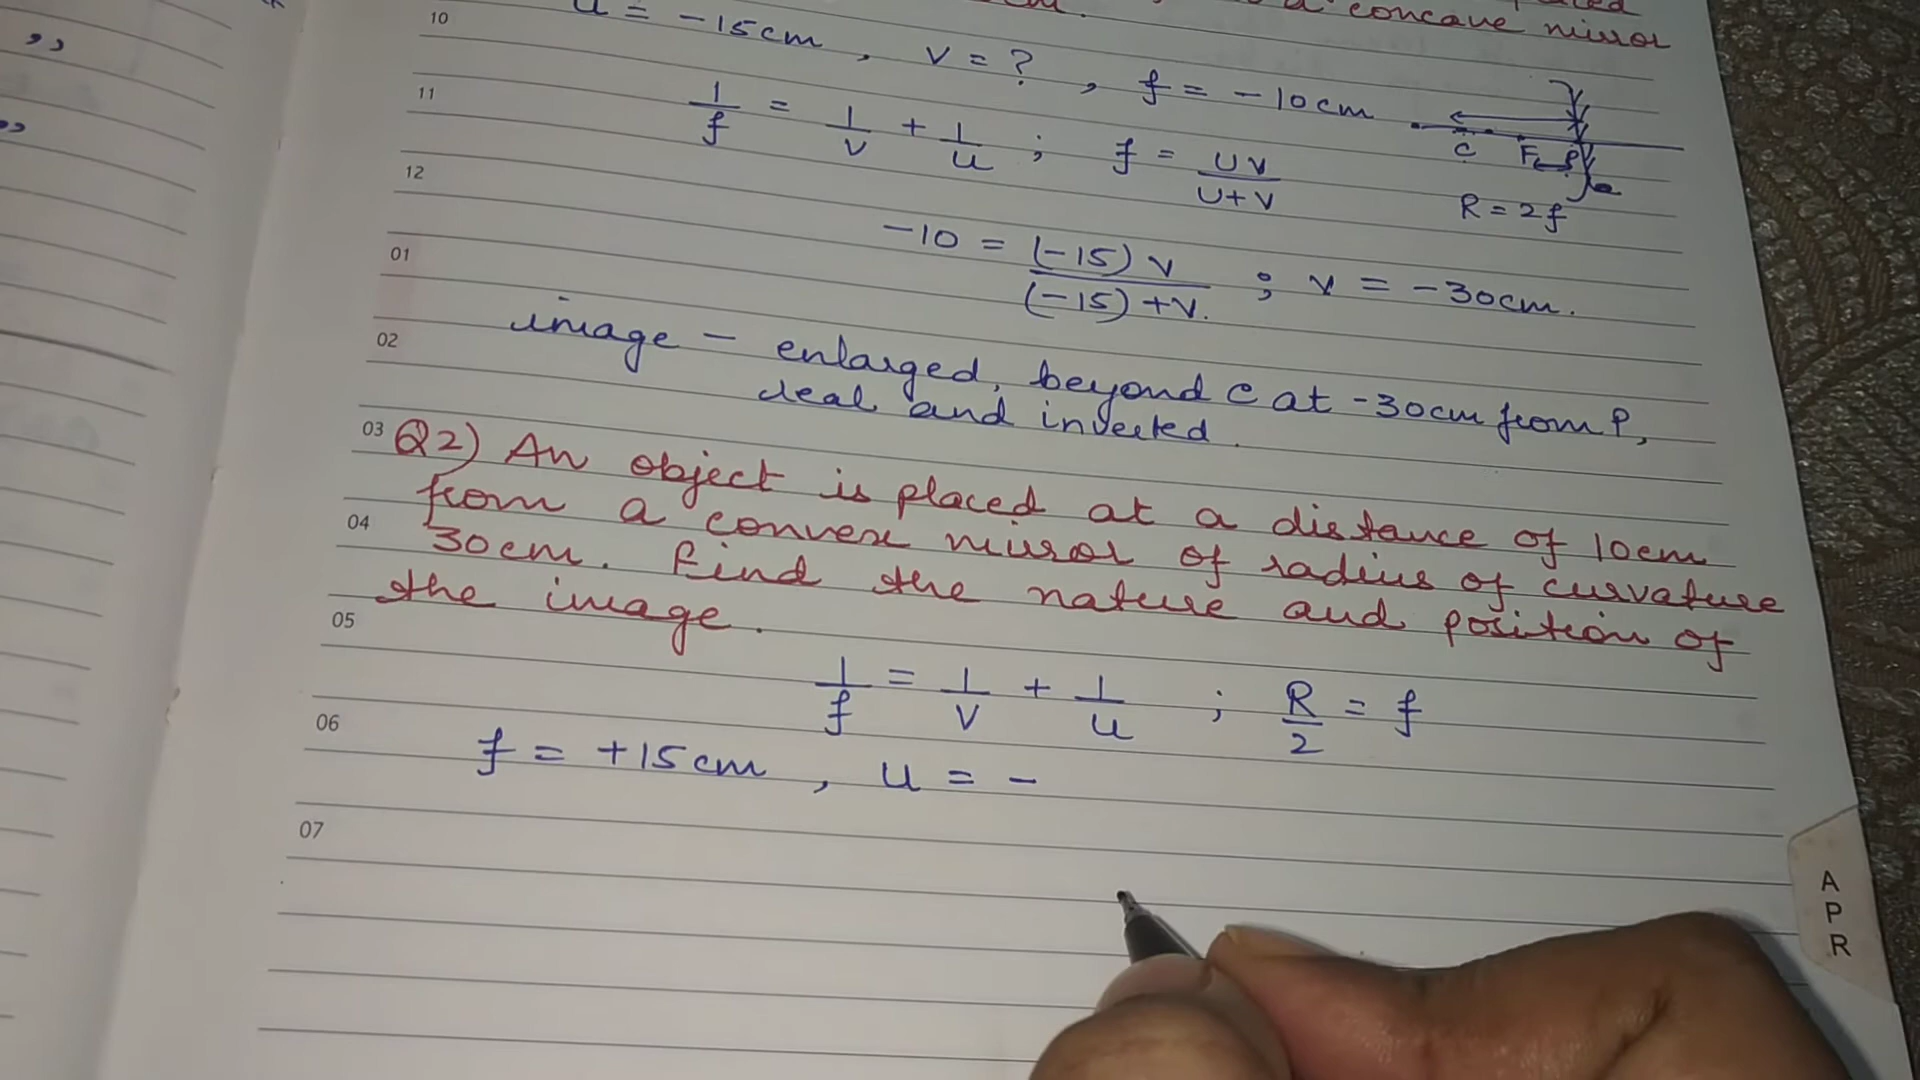 a concave mirror
10
u = -15cm , v = ? , f = -10cm
11
1/f = 1/v + 1/u ; f = uv/u+v
C F P
R = 2f
12
-10 = (-15) v/(-15) + v. ; v = -30cm.
01
image - enlarged, beyond C at -30cm from P,
02
real and inverted.
03
Q2) An object is placed at a distance of 10cm
from a convex mirror of radius of curvature
04
30cm. Find the nature and position of
the image.
05
1/f = 1/v + 1/u ; R/2 = f
06
f = +15cm , u = -
07
A
P
R